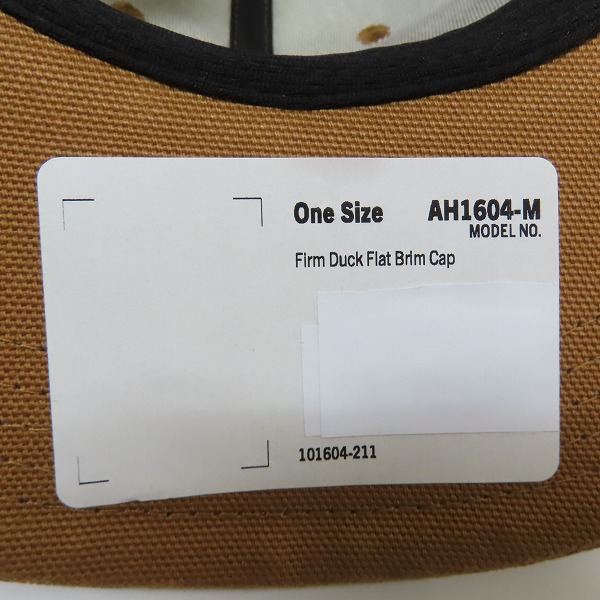 One Size
AH1604-M
MODEL NO.
Firm Duck Flat Brim Cap
101604-211